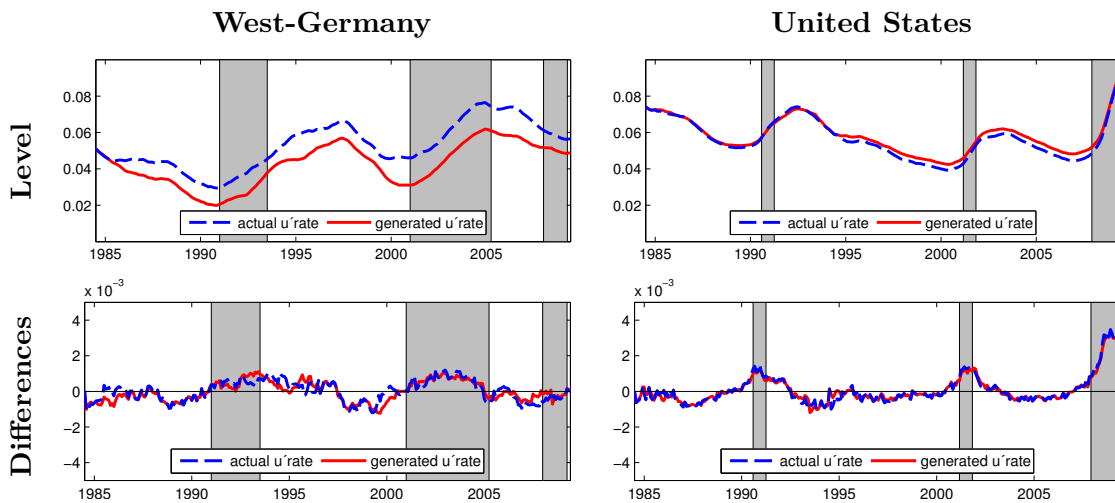 West-Germany
United States
Level
0.08
0.06
0.04
0.02
actual u´rate
generated u´rate
1985 1990 1995 2000 2005
0.08
0.06
0.04
0.02
actual u´rate
generated u´rate
1985 1990 1995 2000 2005
Differences
x 10⁻³
4
2
0
−2
−4
actual u´rate
generated u´rate
1985 1990 1995 2000 2005
x 10⁻³
4
2
0
−2
−4
actual u´rate
generated u´rate
1985 1990 1995 2000 2005